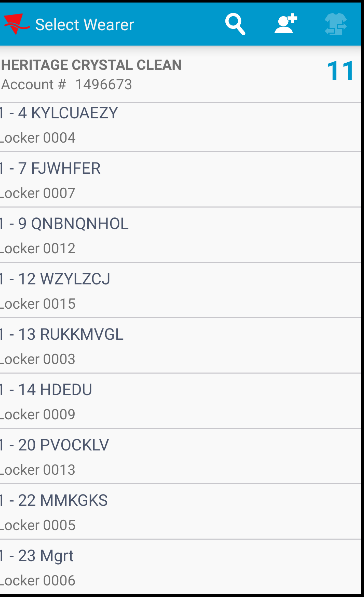 Select Wearer
HERITAGE CRYSTAL CLEAN
11
Account # 1496673
1 - 4 KYLCUAEZY
Locker 0004
1 - 7 FJWHFER
Locker 0007
1 - 9 QNBNQNHOL
Locker 0012
1 - 12 WZYLZCJ
Locker 0015
1 - 13 RUKKMVGL
Locker 0003
1 - 14 HDEDU
Locker 0009
1 - 20 PVOCKLV
Locker 0013
1 - 22 MMKGKS
Locker 0005
1 - 23 Mgrt
Locker 0006